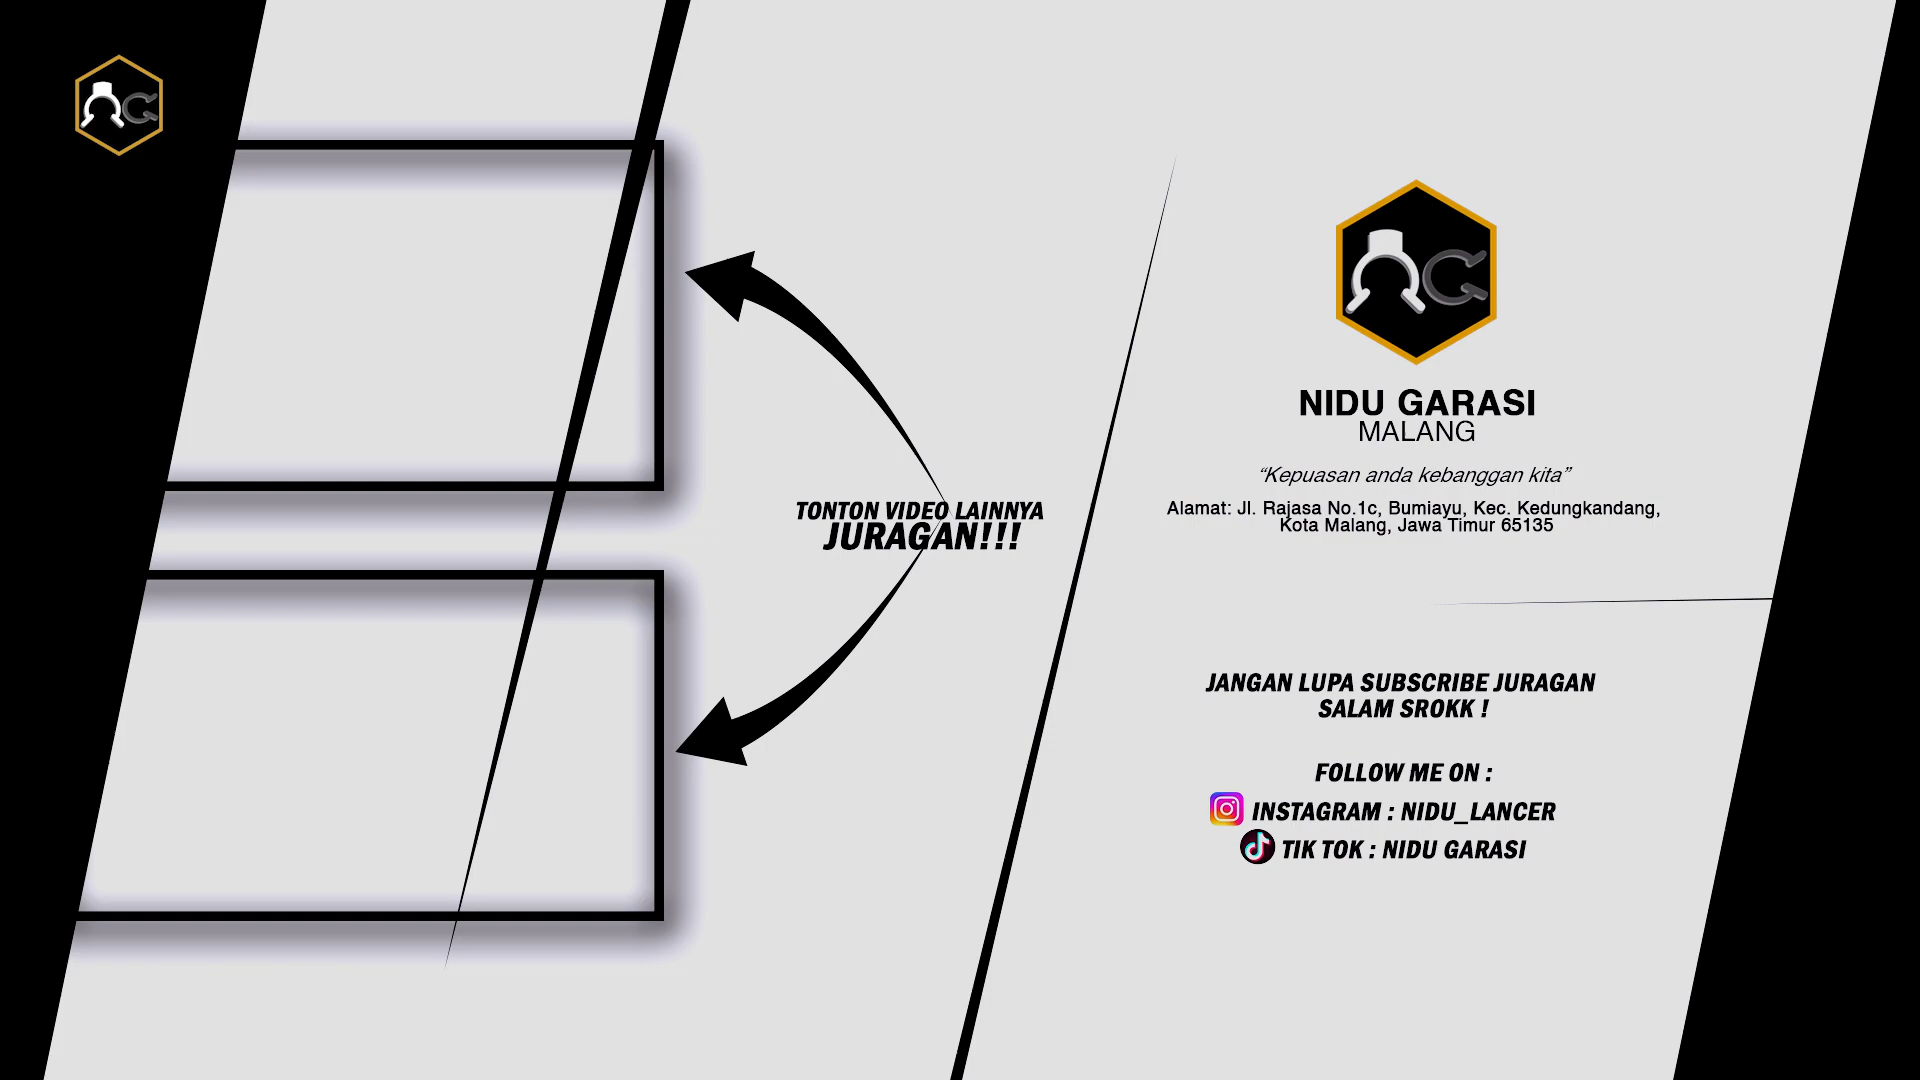 TONTON VIDEO LAINNYA
JURAGAN!!!
NIDU GARASI
MALANG
“Kepuasan anda kebanggan kita”
Alamat: Jl. Rajasa No.1c, Bumiayu, Kec. Kedungkandang,
Kota Malang, Jawa Timur 65135
JANGAN LUPA SUBSCRIBE JURAGAN
SALAM SROKK !
FOLLOW ME ON :
INSTAGRAM : NIDU_LANCER
TIK TOK : NIDU GARASI